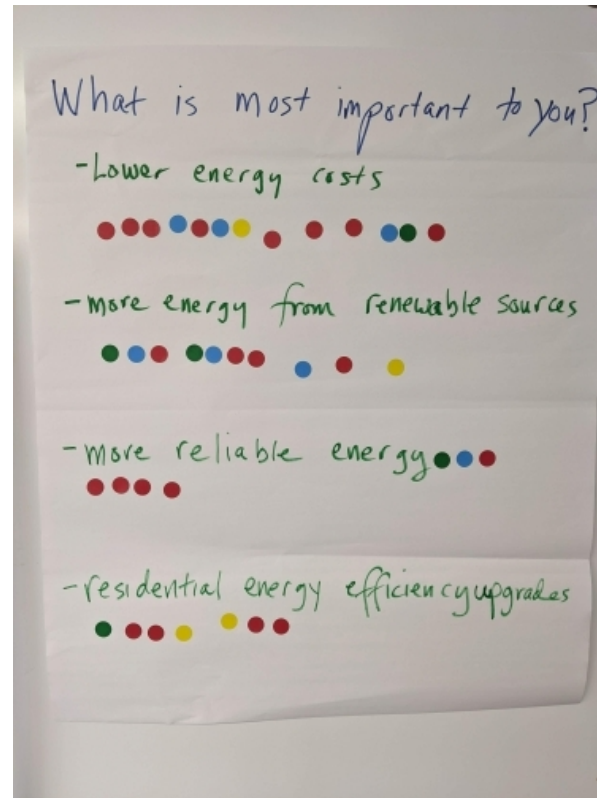 What is most important to you?
-Lower energy costs
-more energy from renewable sources
-more reliable energy
-residential energy efficiency upgrades